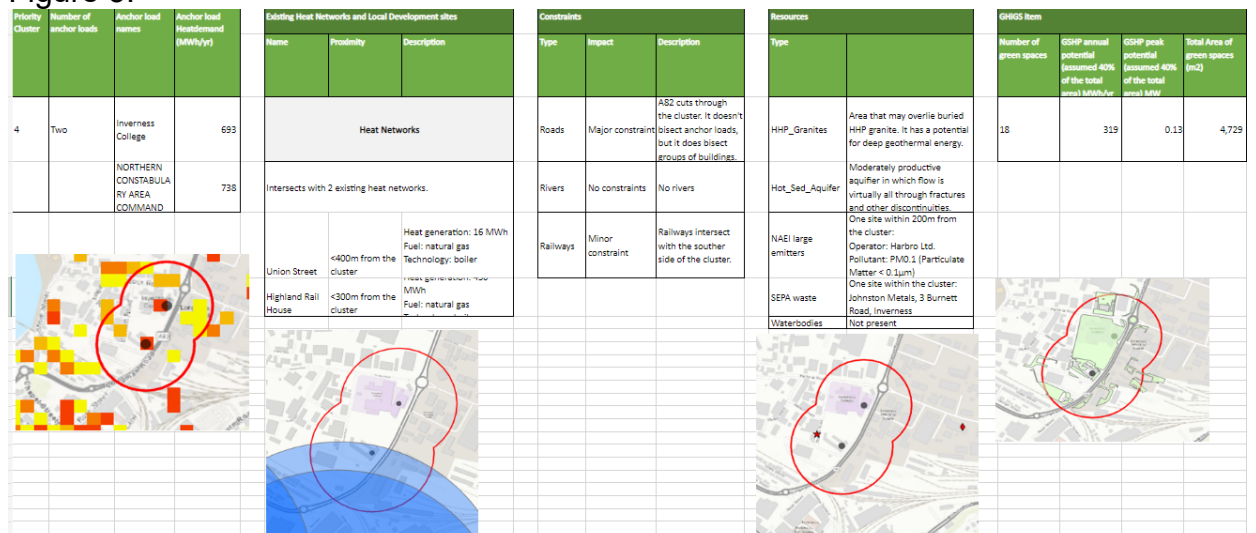 Priority Cluster
Number of anchor loads
Anchor load names
Anchor load Heatdemand (MWh/yr)
4
Two
Inverness College
693
NORTHERN CONSTABULA RY AREA COMMAND
738
Existing Heat Networks and Local Development sites
Name
Proximity
Description
Heat Networks
Intersects with 2 existing heat networks.
Union Street
<400m from the cluster
Heat generation: 16 MWh
Fuel: natural gas
Technology: boiler
Highland Rail House
<300m from the cluster
MWh
Fuel: natural gas
Constraints
Type
Impact
Description
Roads
Major constraint
A82 cuts through the cluster. It doesn't bisect anchor loads, but it does bisect groups of buildings.
Rivers
No constraints
No rivers
Railways
Minor constraint
Railways intersect with the souther side of the cluster.
Resources
Type
HHP_Granites
Area that may overlie buried HHP granite. It has a potential for deep geothermal energy.
Hot_Sed_Aquifer
Moderately productive aquifier in which flow is virtually all through fractures and other discontinuities.
NAEI large emitters
One site within 200m from the cluster:
Operator: Harbro Ltd.
Pollutant: PM0.1 (Particulate Matter < 0.1μm)
SEPA waste
One site within the cluster: Johnston Metals, 3 Burnett Road, Inverness
Waterbodies
Not present
GHIGS item
Number of green spaces
GSHP annual potential (assumed 40% of the total area) MWh/yr
GSHP peak potential (assumed 40% of the total area) MW
Total Area of green spaces (m2)
18
319
0.13
4,729